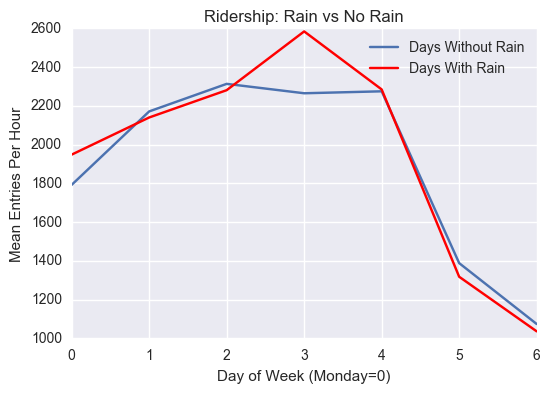 Ridership: Rain vs No Rain
Days Without Rain
Days With Rain
Mean Entries Per Hour
2600
2400
2200
2000
1800
1600
1400
1200
1000
0 1 2 3 4 5 6
Day of Week (Monday=0)